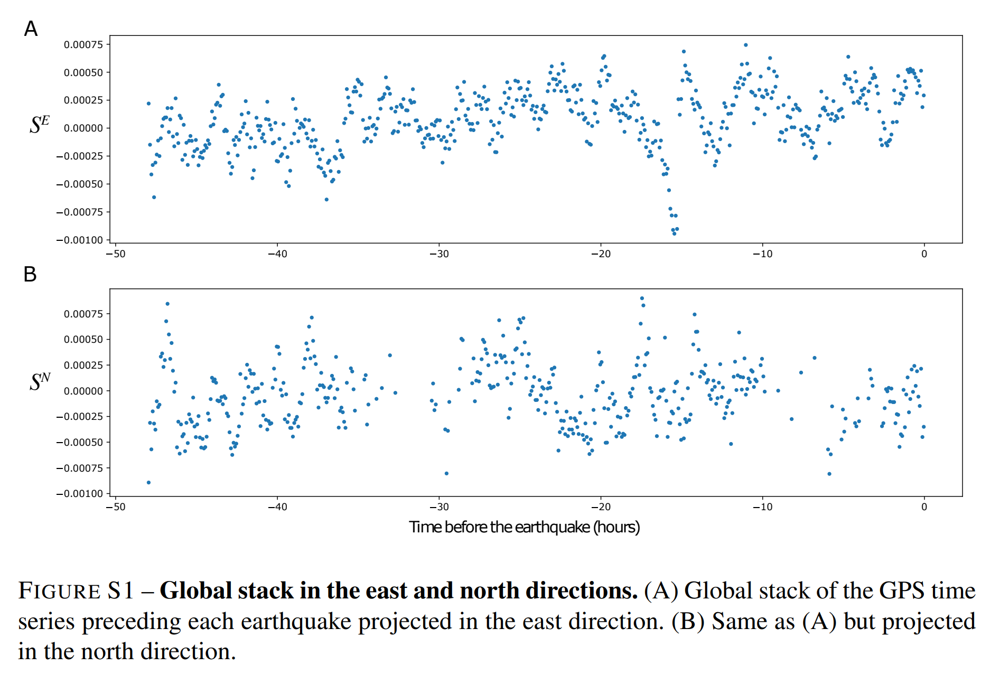 A
0.00075
0.00050
0.00025
S^E
0.00000
−0.00025
−0.00050
−0.00075
−0.00100
−50 −40 −30 −20 −10 0
B
0.00075
0.00050
0.00025
S^N
0.00000
−0.00025
−0.00050
−0.00075
−0.00100
−50 −40 −30 −20 −10 0
Time before the earthquake (hours)
FIGURE S1 – Global stack in the east and north directions. (A) Global stack of the GPS time
series preceding each earthquake projected in the east direction. (B) Same as (A) but projected
in the north direction.